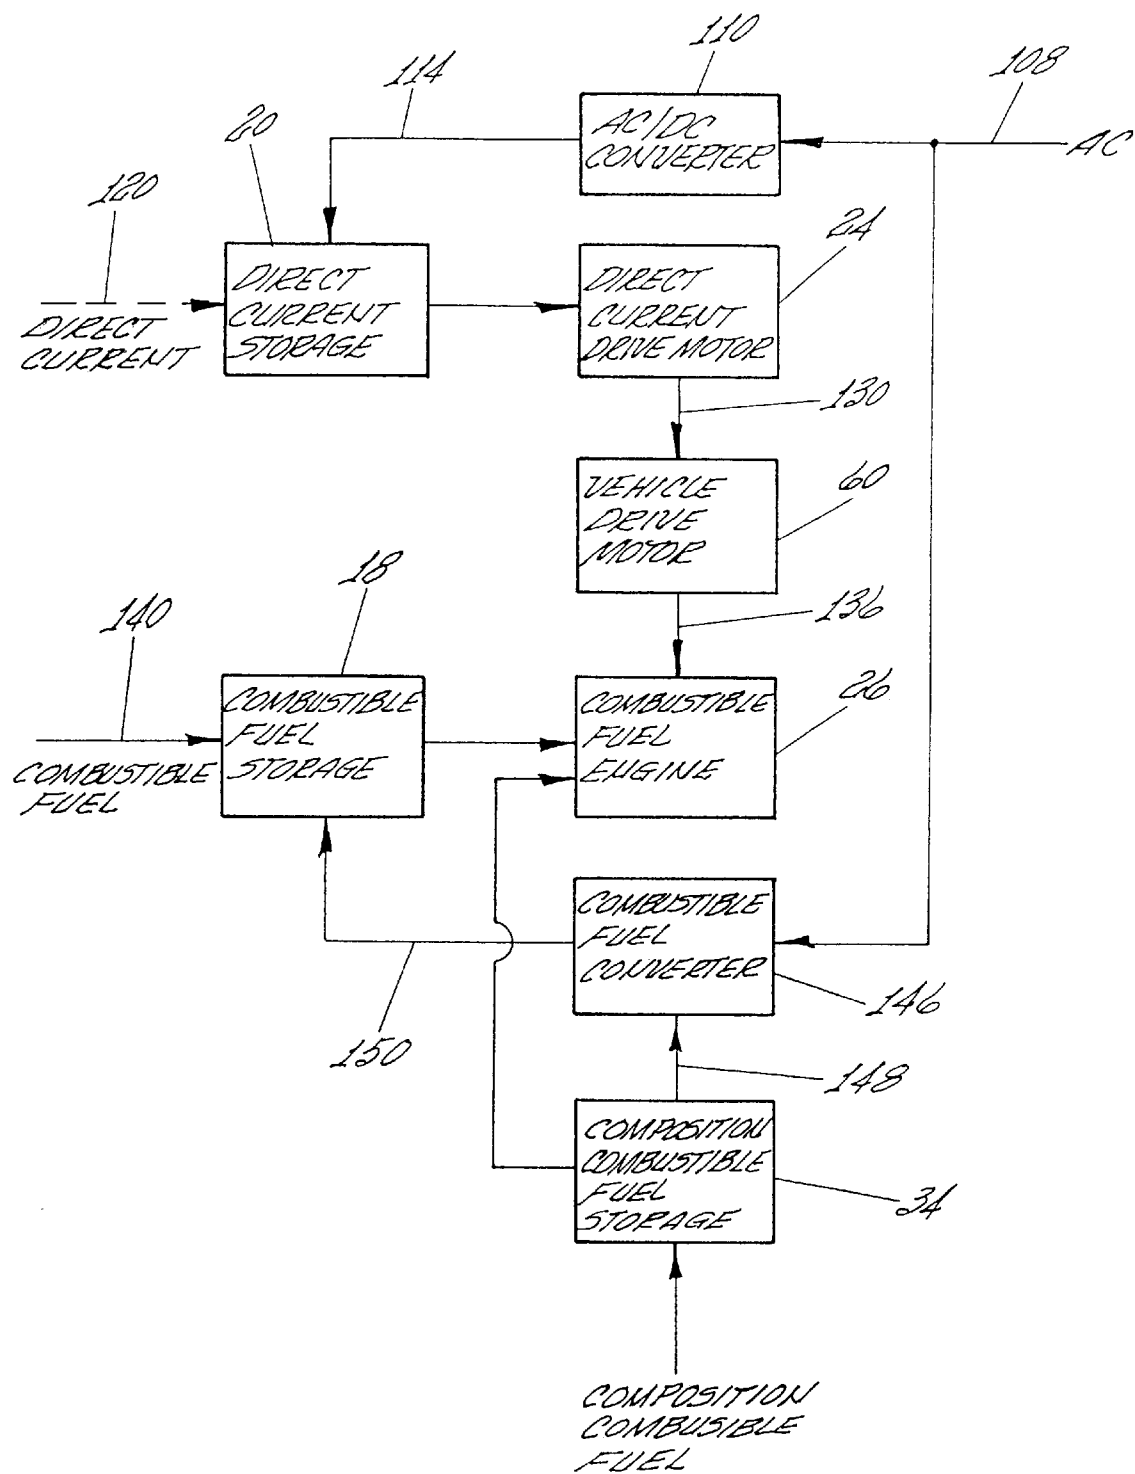 110
114
108
20
AC/DC
CONVERTER
AC
120
24
DIRECT
CURRENT
STORAGE
DIRECT
CURRENT
DRIVE MOTOR
DIRECT
CURRENT
130
VEHICLE
DRIVE
MOTOR
60
18
140
136
COMBUSTIBLE
FUEL
STORAGE
COMBUSTIBLE
FUEL
ENGINE
26
COMBUSTIBLE
FUEL
COMBUSTIBLE
FUEL
CONVERTER
146
150
148
COMPOSITION
COMBUSTIBLE
FUEL
STORAGE
34
COMPOSITION
COMBUSIBLE
FUEL